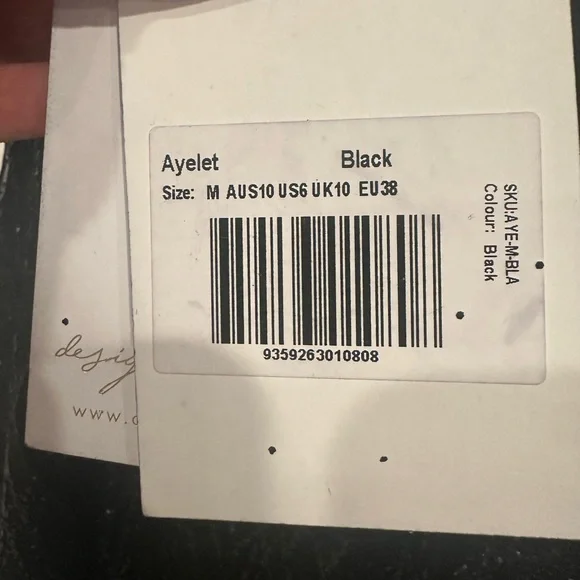 Ayelet Black
Size: M AUS10 US6 UK10 EU38
9359263010808
SKU:AYE-M-BLA
Colour: Black
www.